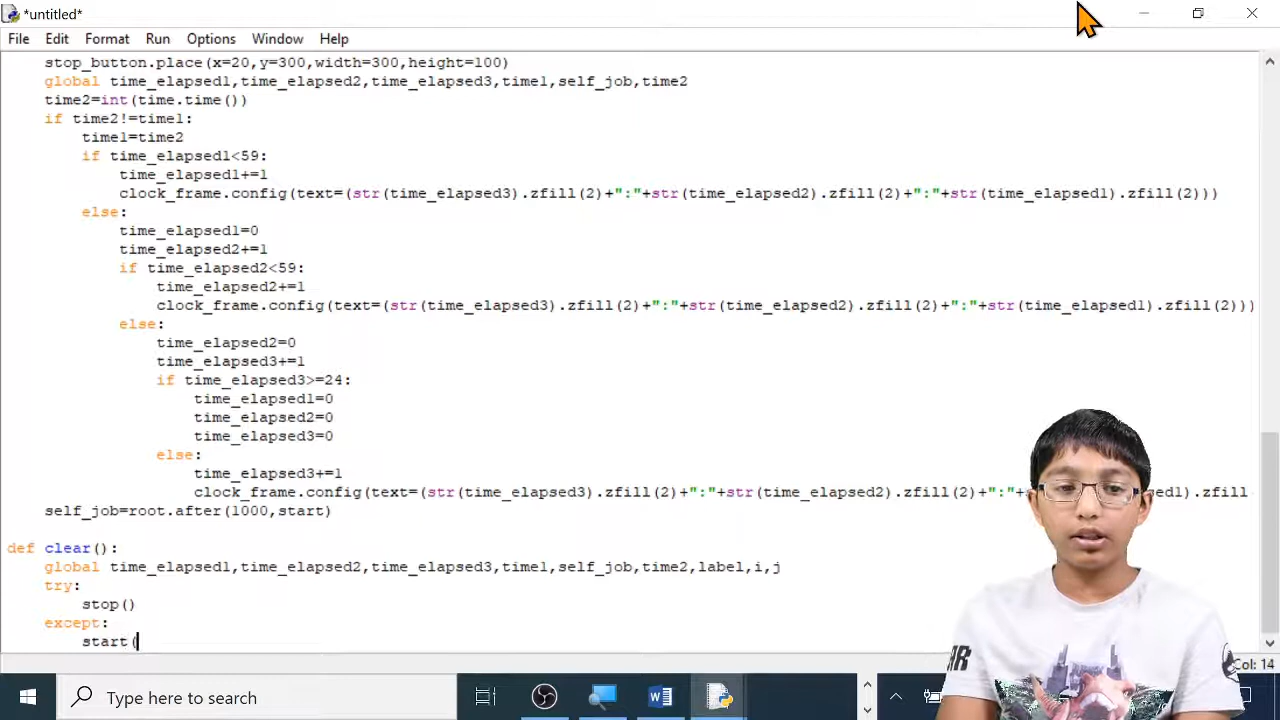 *untitled*
File Edit Format Run Options Window Help
stop_button.place(x=20,y=300,width=300,height=100)
global time_elapsed1,time_elapsed2,time_elapsed3,time1,self_job,time2
time2=int(time.time())
if time2!=time1:
time1=time2
if time_elapsed1<59:
time_elapsed1+=1
clock_frame.config(text=(str(time_elapsed3).zfill(2)+":"+str(time_elapsed2).zfill(2)+":"+str(time_elapsed1).zfill(2)))
else:
time_elapsed1=0
time_elapsed2+=1
if time_elapsed2<59:
time_elapsed2+=1
clock_frame.config(text=(str(time_elapsed3).zfill(2)+":"+str(time_elapsed2).zfill(2)+":"+str(time_elapsed1).zfill(2)))
else:
time_elapsed2=0
time_elapsed3+=1
if time_elapsed3>=24:
time_elapsed1=0
time_elapsed2=0
time_elapsed3=0
else:
time_elapsed3+=1
clock_frame.config(text=(str(time_elapsed3).zfill(2)+":"+str(time_elapsed2).zfill(2)+":"+ sed1).zfill
self_job=root.after(1000,start)
def clear():
global time_elapsed1,time_elapsed2,time_elapsed3,time1,self_job,time2,label,i,j
try:
stop()
except:
start(
Col: 14
Type here to search